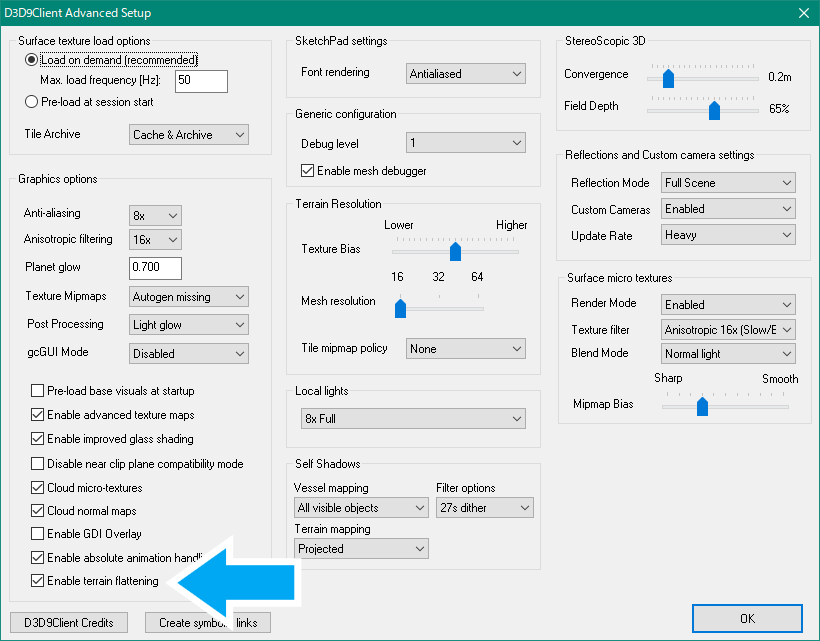 D3D9Client Advanced Setup
Surface texture load options
Load on demand (recommended)
Max. load frequency [Hz]: 50
Pre-load at session start
Tile Archive Cache & Archive
Graphics options
Anti-aliasing 8x
Anisotropic filtering 16x
Planet glow 0.700
Texture Mipmaps Autogen missing
Post Processing Light glow
gcGUI Mode Disabled
Pre-load base visuals at startup
Enable advanced texture maps
Enable improved glass shading
Disable near clip plane compatibility mode
Cloud micro-textures
Cloud normal maps
Enable GDI Overlay
Enable absolute animation handli
Enable terrain flattening
D3D9Client Credits
Create symbol links
SketchPad settings
Font rendering Antialiased
Generic configuration
Debug level 1
Enable mesh debugger
Terrain Resolution
Lower Higher
Texture Bias
16 32 64
Mesh resolution
Tile mipmap policy None
Local lights
8x Full
Self Shadows
Vessel mapping Filter options
All visible objects 27s dither
Terrain mapping
Projected
StereoScopic 3D
Convergence 0.2m
Field Depth 65%
Reflections and Custom camera settings
Reflection Mode Full Scene
Custom Cameras Enabled
Update Rate Heavy
Surface micro textures
Render Mode Enabled
Texture filter Anisotropic 16x (Slow/E
Blend Mode Normal light
Sharp Smooth
Mipmap Bias
OK